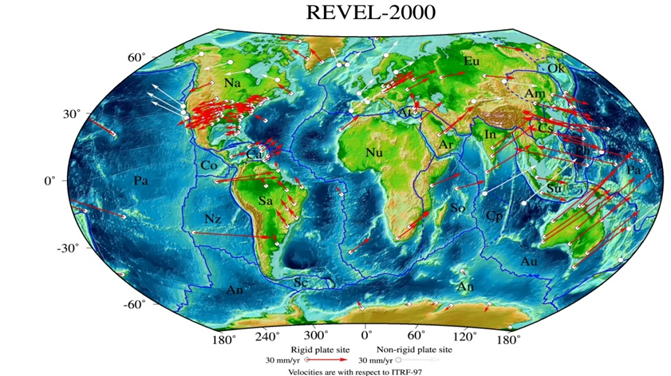 REVEL-2000
60°
Na
Eu
Ok
Am
30°
At
Cs
Ar
In
Ca
Nu
Co
0°
Pa
Pa
Su
Sa
So
Cp
Nz
-30°
Au
An
Sc
An
-60°
180° 240° 300° 0° 60° 120° 180°
Rigid plate site Non-rigid plate site
30 mm/yr 30 mm/yr
Velocities are with respect to ITRF-97